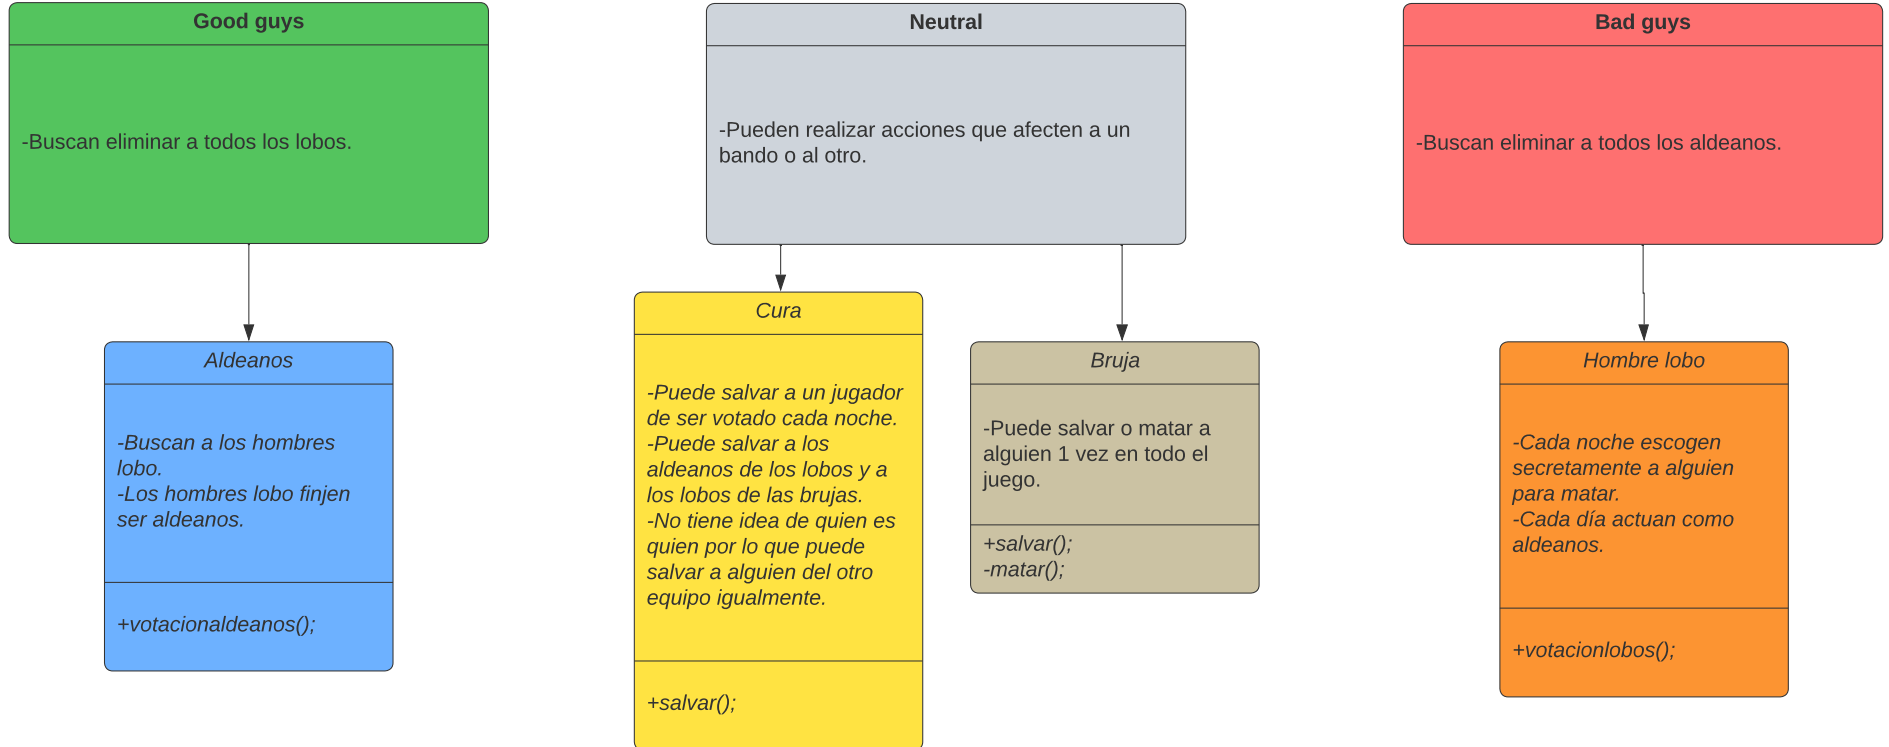 Good guys
-Buscan eliminar a todos los lobos.
Neutral
-Pueden realizar acciones que afecten a un
bando o al otro.
Bad guys
-Buscan eliminar a todos los aldeanos.
Aldeanos
-Buscan a los hombres
lobo.
-Los hombres lobo finjen
ser aldeanos.
+votacionaldeanos();
Cura
-Puede salvar a un jugador
de ser votado cada noche.
-Puede salvar a los
aldeanos de los lobos y a
los lobos de las brujas.
-No tiene idea de quien es
quien por lo que puede
salvar a alguien del otro
equipo igualmente.
+salvar();
Bruja
-Puede salvar o matar a
alguien 1 vez en todo el
juego.
+salvar();
-matar();
Hombre lobo
-Cada noche escogen
secretamente a alguien
para matar.
-Cada día actuan como
aldeanos.
+votacionlobos();